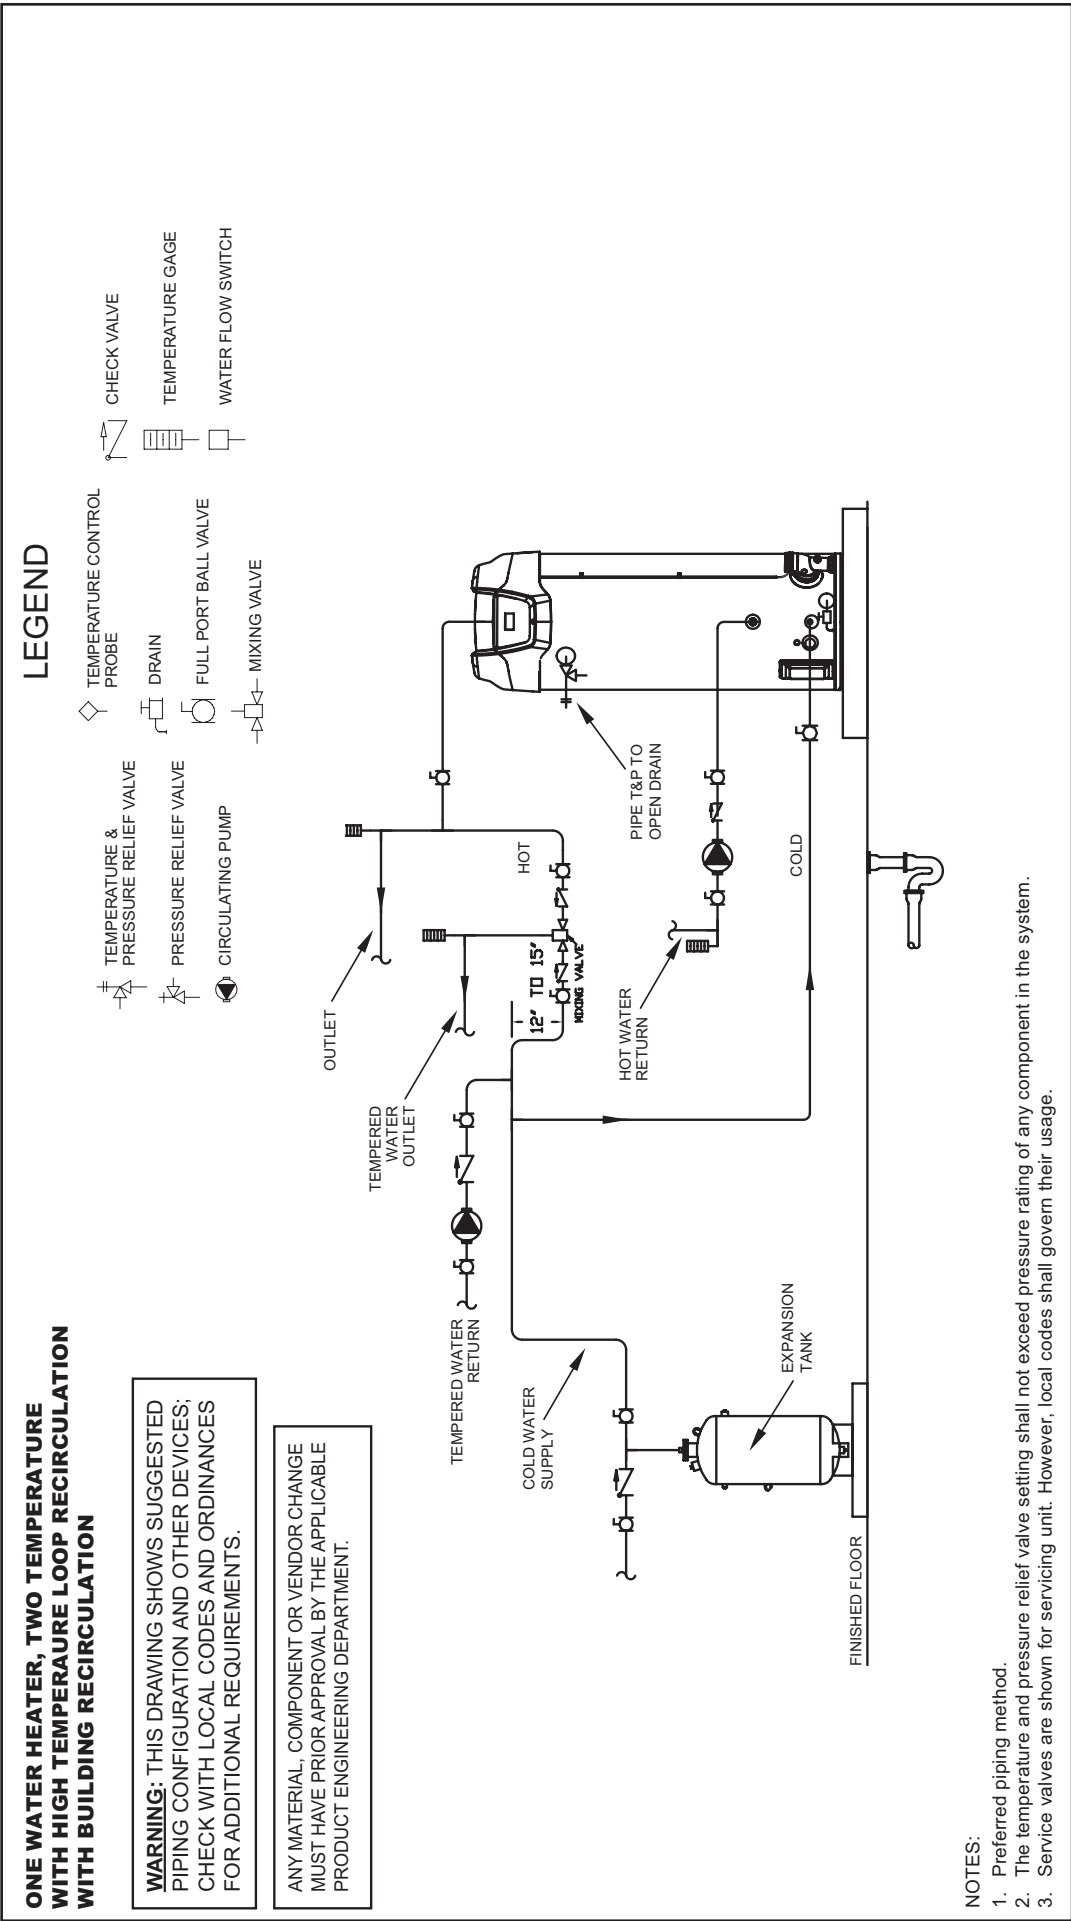 ONE WATER HEATER, TWO TEMPERATURE
WITH HIGH TEMPERAURE LOOP RECIRCULATION
WITH BUILDING RECIRCULATION
WARNING: THIS DRAWING SHOWS SUGGESTED
PIPING CONFIGURATION AND OTHER DEVICES;
CHECK WITH LOCAL CODES AND ORDINANCES
FOR ADDITIONAL REQUIREMENTS.
ANY MATERIAL, COMPONENT OR VENDOR CHANGE
MUST HAVE PRIOR APPROVAL BY THE APPLICABLE
PRODUCT ENGINEERING DEPARTMENT.
LEGEND
TEMPERATURE &
PRESSURE RELIEF VALVE
PRESSURE RELIEF VALVE
CIRCULATING PUMP
TEMPERATURE CONTROL
PROBE
DRAIN
FULL PORT BALL VALVE
MIXING VALVE
CHECK VALVE
TEMPERATURE GAGE
WATER FLOW SWITCH
OUTLET
TEMPERED
WATER
OUTLET
HOT
12" TO 15"
MIXING VALVE
TEMPERED WATER
RETURN
COLD WATER
SUPPLY
PIPE T&P TO
OPEN DRAIN
HOT WATER
RETURN
COLD
EXPANSION
TANK
FINISHED FLOOR
NOTES:
1. Preferred piping method.
2. The temperature and pressure relief valve setting shall not exceed pressure rating of any component in the system.
3. Service valves are shown for servicing unit. However, local codes shall govern their usage.